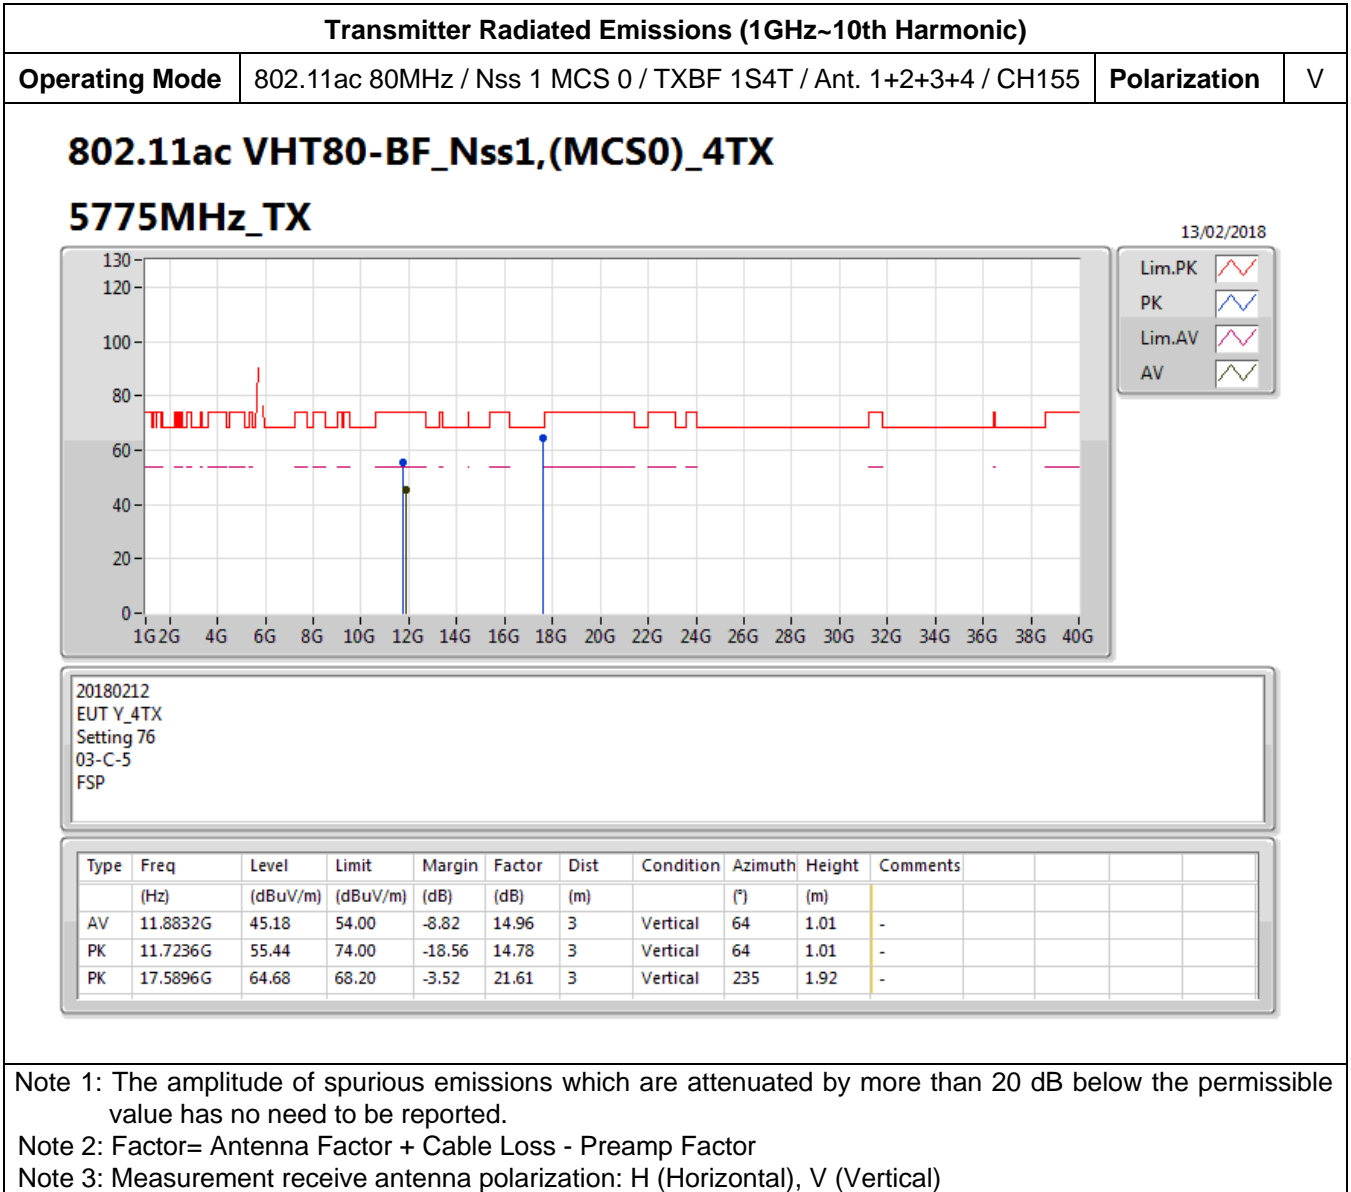 Transmitter Radiated Emissions (1GHz~10th Harmonic)
Operating Mode 802.11ac 80MHz / Nss 1 MCS 0 / TXBF 1S4T / Ant. 1+2+3+4 / CH155 Polarization V
802.11ac VHT80-BF_Nss1,(MCS0)_4TX
5775MHz_TX
13/02/2018
130
120
100
80
60
40
20
0
1G 2G 4G 6G 8G 10G 12G 14G 16G 18G 20G 22G 24G 26G 28G 30G 32G 34G 36G 38G 40G
Lim.PK
PK
Lim.AV
AV
20180212
EUT Y_4TX
Setting 76
03-C-5
FSP
Type Freq Level Limit Margin Factor Dist Condition Azimuth Height Comments
(Hz) (dBuV/m) (dBuV/m) (dB) (dB) (m) (°) (m)
AV 11.8832G 45.18 54.00 -8.82 14.96 3 Vertical 64 1.01 -
PK 11.7236G 55.44 74.00 -18.56 14.78 3 Vertical 64 1.01 -
PK 17.5896G 64.68 68.20 -3.52 21.61 3 Vertical 235 1.92 -
Note 1: The amplitude of spurious emissions which are attenuated by more than 20 dB below the permissible
value has no need to be reported.
Note 2: Factor= Antenna Factor + Cable Loss - Preamp Factor
Note 3: Measurement receive antenna polarization: H (Horizontal), V (Vertical)